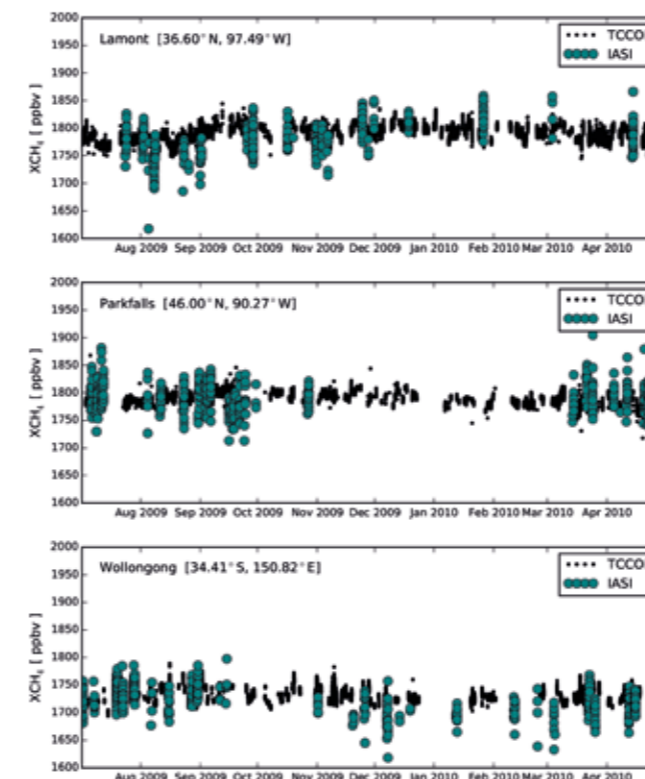 2000
Lamont [36.60°N, 97.49°W]
TCCO
IASI
1950
1900
1850
1800
1750
1700
1650
1600
XCH₄ [ ppbv ]
Aug 2009 Sep 2009 Oct 2009 Nov 2009 Dec 2009 Jan 2010 Feb 2010 Mar 2010 Apr 2010
2000
Parkfalls [46.00°N, 90.27°W]
TCCO
IASI
1950
1900
1850
1800
1750
1700
1650
1600
XCH₄ [ ppbv ]
Aug 2009 Sep 2009 Oct 2009 Nov 2009 Dec 2009 Jan 2010 Feb 2010 Mar 2010 Apr 2010
2000
Wollongong [34.41°S, 150.82°E]
TCCO
IASI
1950
1900
1850
1800
1750
1700
1650
1600
XCH₄ [ ppbv ]
Aug 2009 Sep 2009 Oct 2009 Nov 2009 Dec 2009 Jan 2010 Feb 2010 Mar 2010 Apr 2010